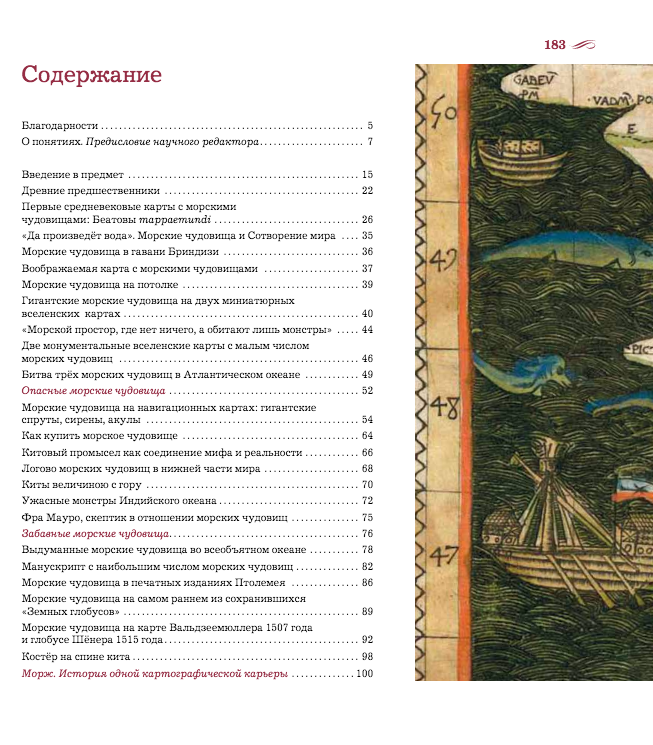 183
Содержание
Благодарности 5
О понятиях. Предисловие научного редактора 7
Введение в предмет 15
Древние предшественники 22
Первые средневековые карты с морскими
чудовищами: Беатовы mappaemundi 26
«Да произведёт вода». Морские чудовища и Сотворение мира 35
Морские чудовища в гавани Бриндизи 36
Воображаемая карта с морскими чудовищами 37
Морские чудовища на потолке 39
Гигантские морские чудовища на двух миниатюрных
вселенских картах 40
«Морской простор, где нет ничего, а обитают лишь монстры» 44
Две монументальные вселенские карты с малым числом
морских чудовищ 46
Битва трёх морских чудовищ в Атлантическом океане 49
Опасные морские чудовища 52
Морские чудовища на навигационных картах: гигантские
спруты, сирены, акулы 54
Как купить морское чудовище 64
Китовый промысел как соединение мифа и реальности 66
Логово морских чудовищ в нижней части мира 68
Киты величиною с гору 70
Ужасные монстры Индийского океана 72
Фра Мауро, скептик в отношении морских чудовищ 75
Забавные морские чудовища 76
Выдуманные морские чудовища во всеобъятном океане 78
Манускрипт с наибольшим числом морских чудовищ 82
Морские чудовища в печатных изданиях Птолемея 86
Морские чудовища на самом раннем из сохранившихся
«Земных глобусов» 89
Морские чудовища на карте Вальдзеемюллера 1507 года
и глобусе Шёнера 1515 года 92
Костёр на спине кита 98
Морж. История одной картографической карьеры 100
50
49
48
47